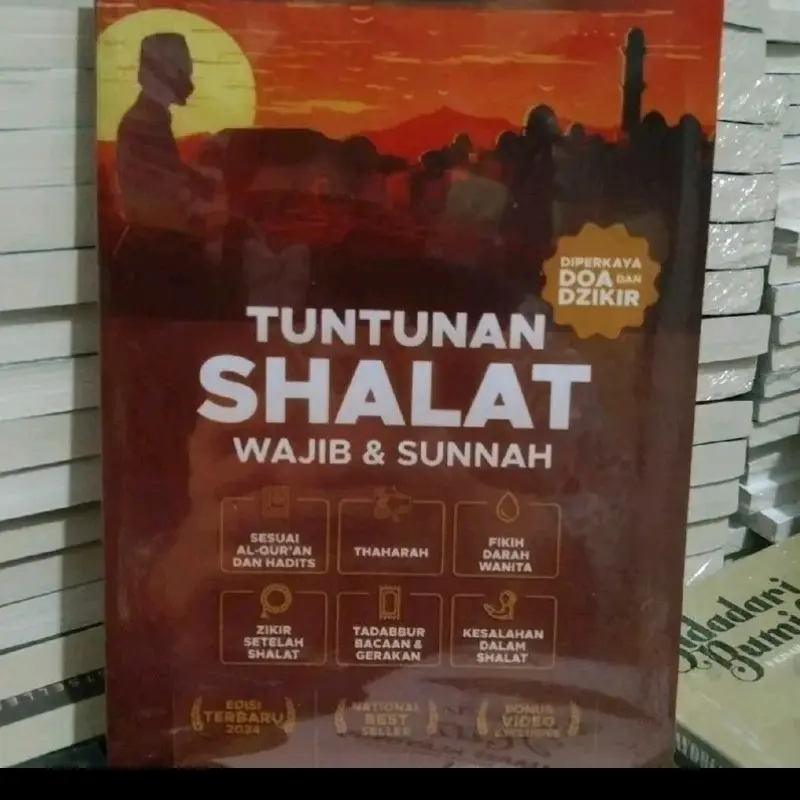 DIPERKAYA
DOA DAN
DZIKIR
TUNTUNAN
SHALAT
WAJIB & SUNNAH
SESUAI
AL-QUR'AN
DAN HADITS
THAHARAH
FIKIH
DARAH
WANITA
ZIKIR
SETELAH
SHALAT
TADABBUR
BACAAN &
GERAKAN
KESALAHAN
DALAM
SHALAT
EDISI
TERBARU
2024
NATIONAL
BEST
SELLER
BONUS
VIDEO
Bumi